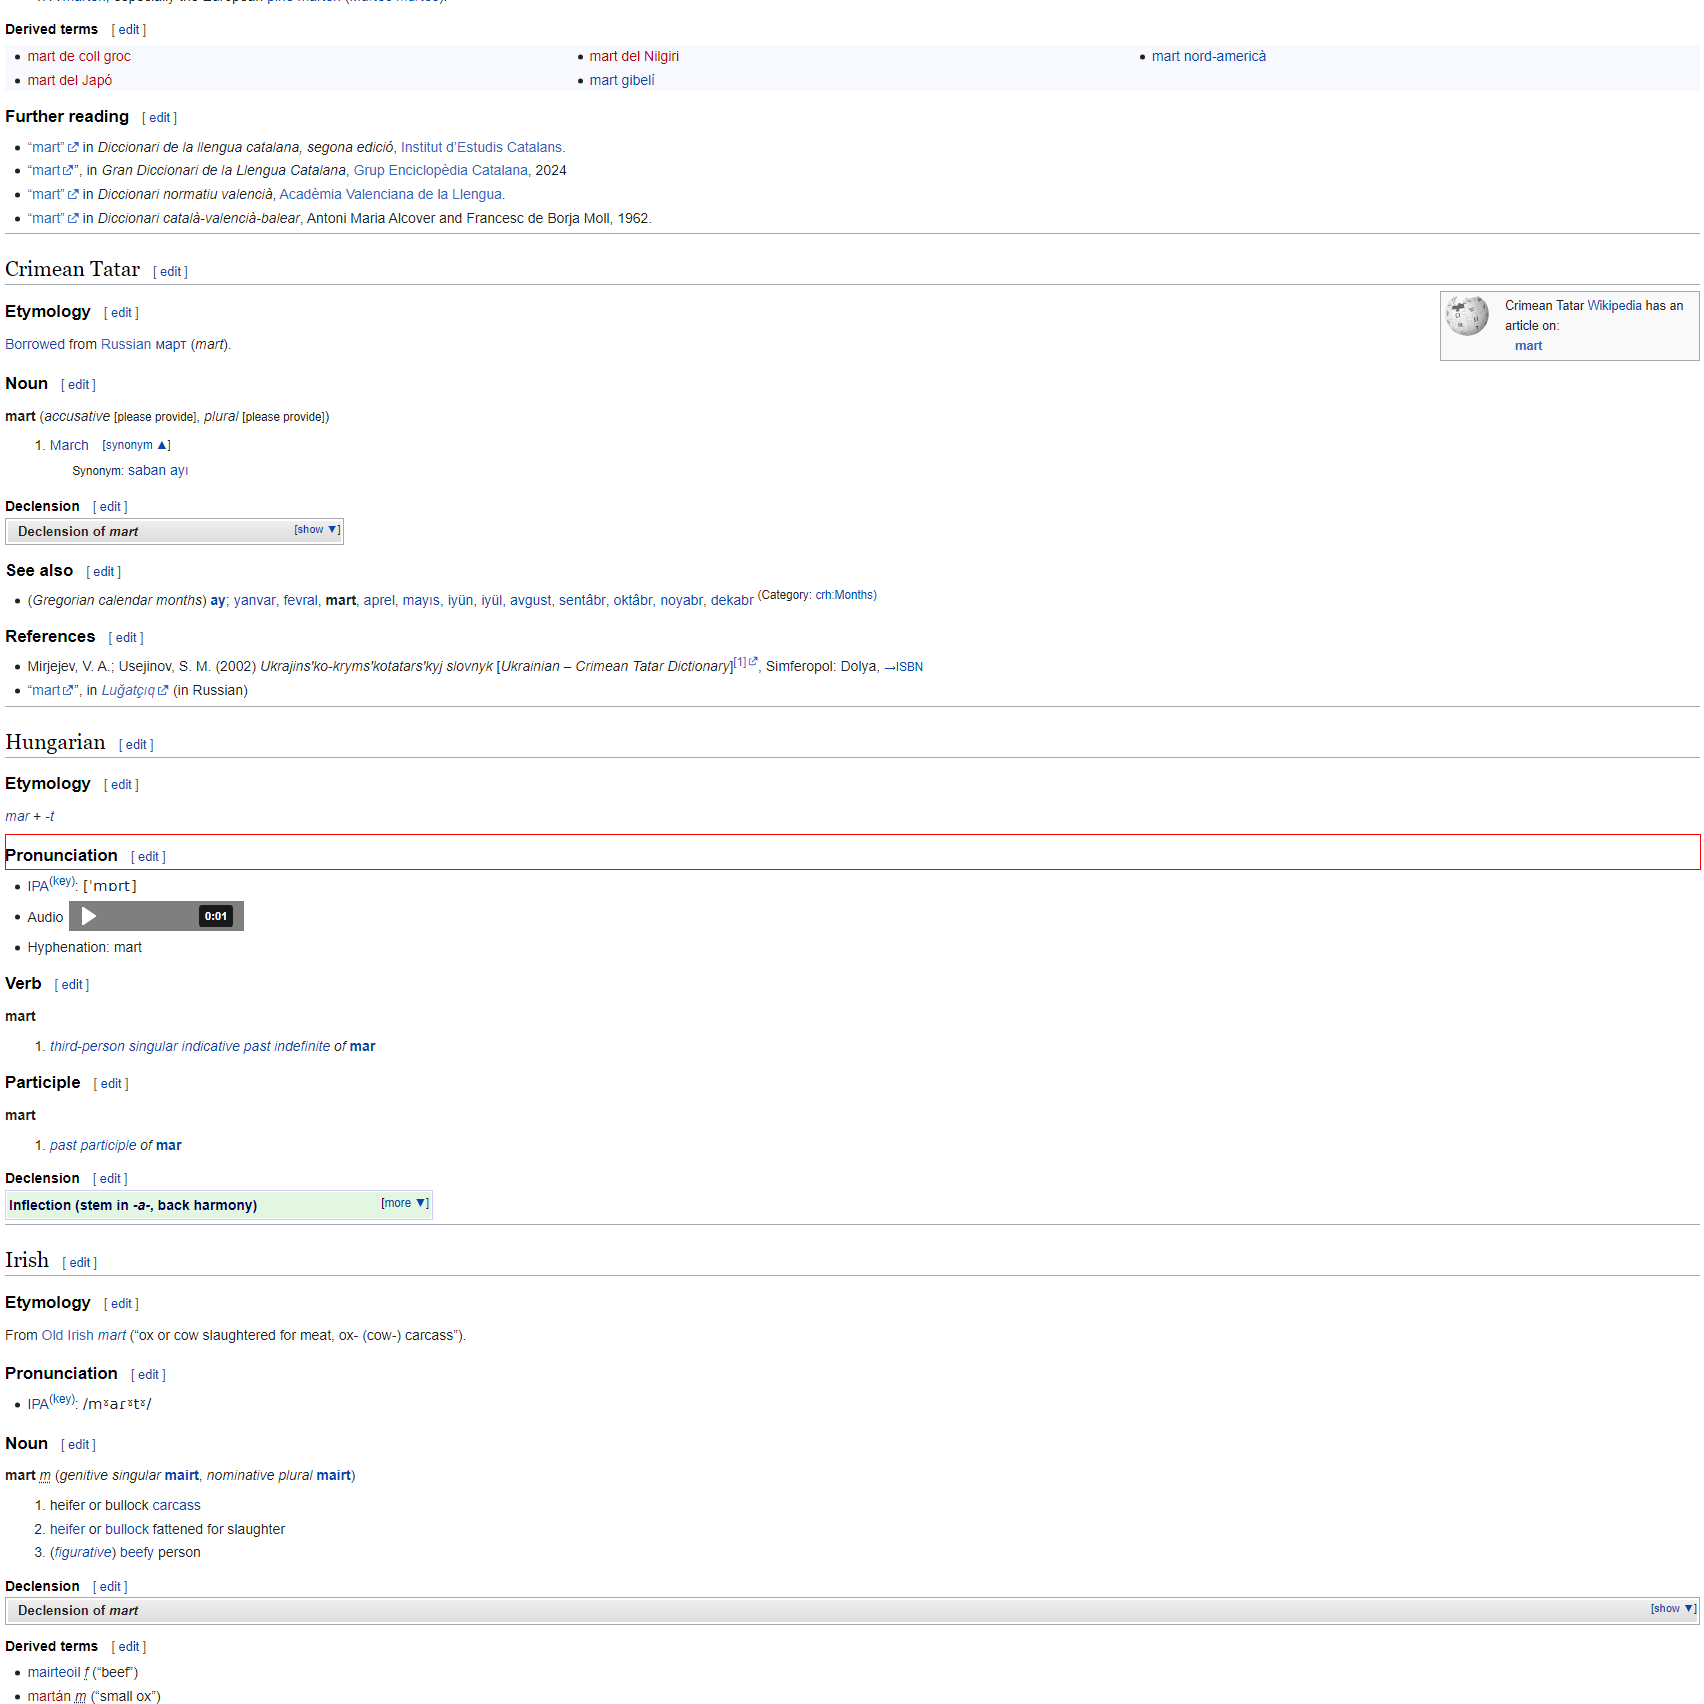 Derived terms [ edit ]
mart de coll groc
mart del Japó
mart del Nilgiri
mart gibelí
mart nord-americà
Further reading [ edit ]
“mart” in Diccionari de la llengua catalana, segona edició, Institut d’Estudis Catalans.
“mart”, in Gran Diccionari de la Llengua Catalana, Grup Enciclopèdia Catalana, 2024
“mart” in Diccionari normatiu valencià, Acadèmia Valenciana de la Llengua.
“mart” in Diccionari català-valencià-balear, Antoni Maria Alcover and Francesc de Borja Moll, 1962.
Crimean Tatar [ edit ]
Crimean Tatar Wikipedia has an
article on:
mart
Etymology [ edit ]
Borrowed from Russian март (mart).
Noun [ edit ]
mart (accusative [please provide], plural [please provide])
1. March [synonym ▲]
Synonym: saban ayı
Declension [ edit ]
Declension of mart [show ▼]
See also [ edit ]
(Gregorian calendar months) ay; yanvar, fevral, mart, aprel, mayıs, iyün, iyül, avgust, sentâbr, oktâbr, noyabr, dekabr (Category: crh:Months)
References [ edit ]
Mirjejev, V. A.; Usejinov, S. M. (2002) Ukrajinsʹko-krymsʹkotatarsʹkyj slovnyk [Ukrainian – Crimean Tatar Dictionary][1], Simferopol: Dolya, →ISBN
“mart”, in Luğatçıq (in Russian)
Hungarian [ edit ]
Etymology [ edit ]
mar + -t
Pronunciation [ edit ]
IPA(key): [ˈmɒrt]
Audio 0:01
Hyphenation: mart
Verb [ edit ]
mart
1. third-person singular indicative past indefinite of mar
Participle [ edit ]
mart
1. past participle of mar
Declension [ edit ]
Inflection (stem in -a-, back harmony) [more ▼]
Irish [ edit ]
Etymology [ edit ]
From Old Irish mart (“ox or cow slaughtered for meat, ox- (cow-) carcass”).
Pronunciation [ edit ]
IPA(key): /mˠaɾˠtˠ/
Noun [ edit ]
mart m (genitive singular mairt, nominative plural mairt)
1. heifer or bullock carcass
2. heifer or bullock fattened for slaughter
3. (figurative) beefy person
Declension [ edit ]
Declension of mart [show ▼]
Derived terms [ edit ]
mairteoil f (“beef”)
martán m (“small ox”)